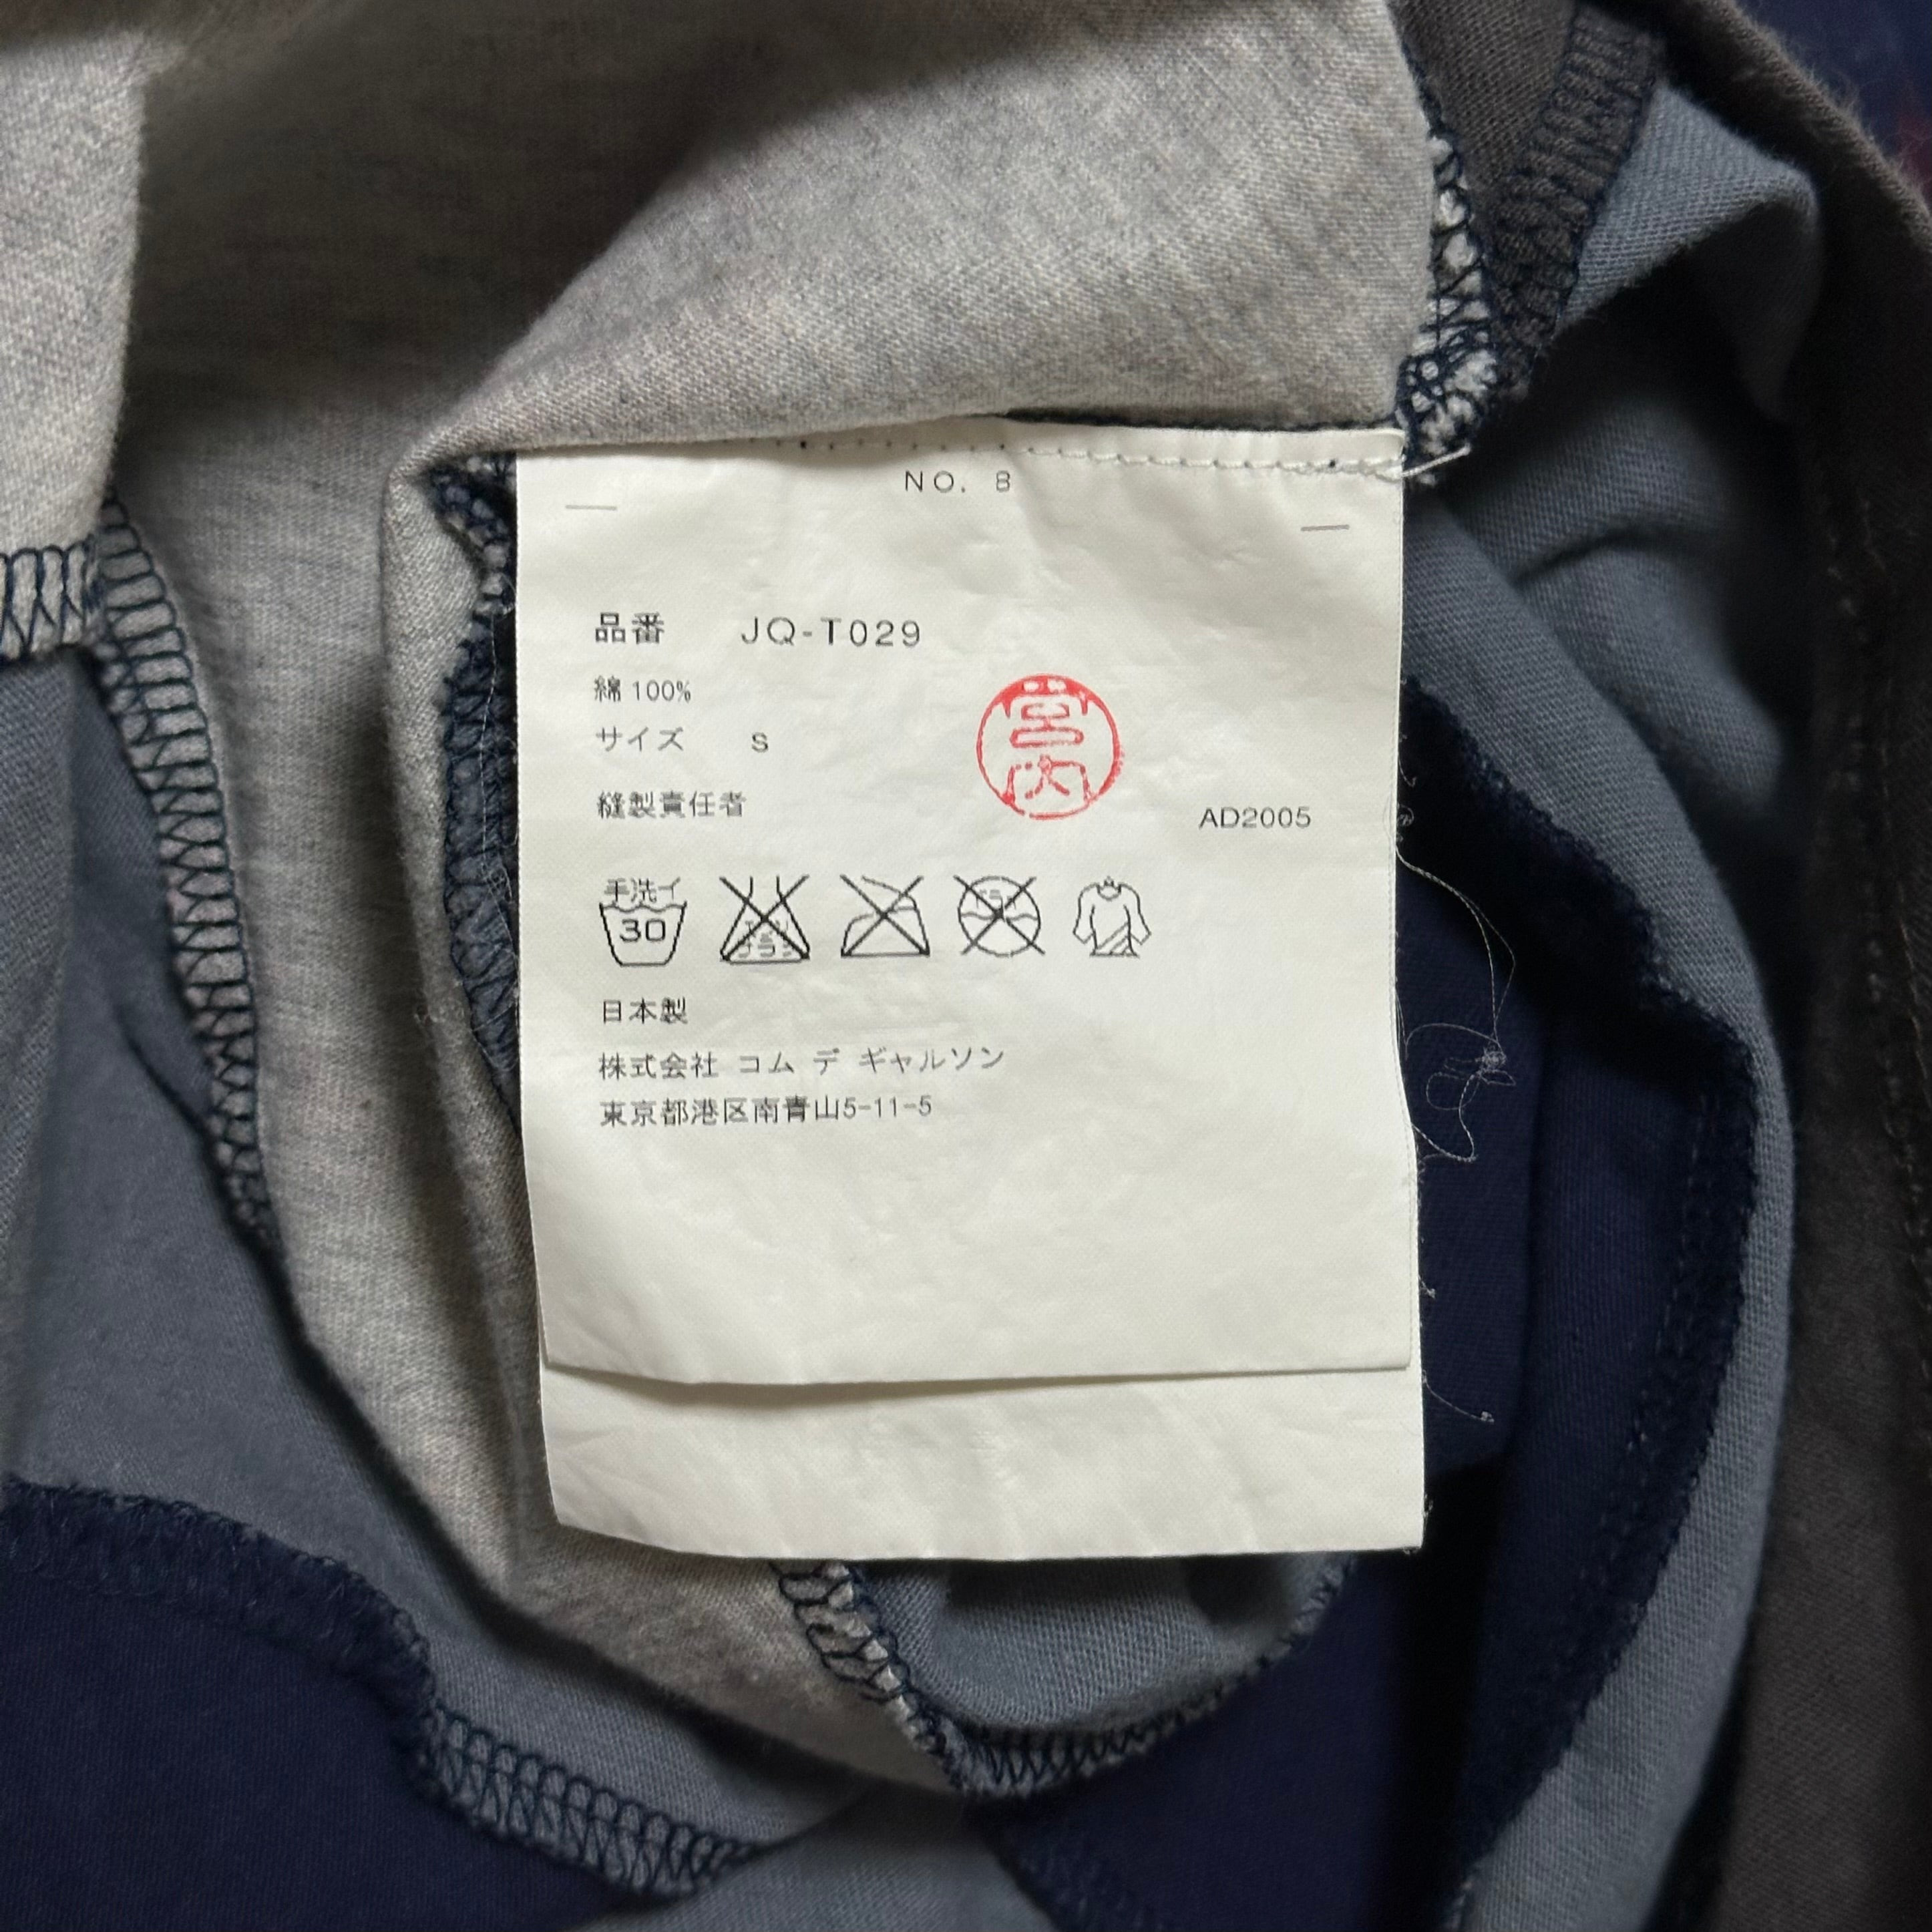 NO. 8
品番 JQ-T029
綿 100%
サイズ S
縫製責任者
宮内
AD2005
手洗イ
30
日本製
株式会社 コム デ ギャルソン
東京都港区南青山5-11-5